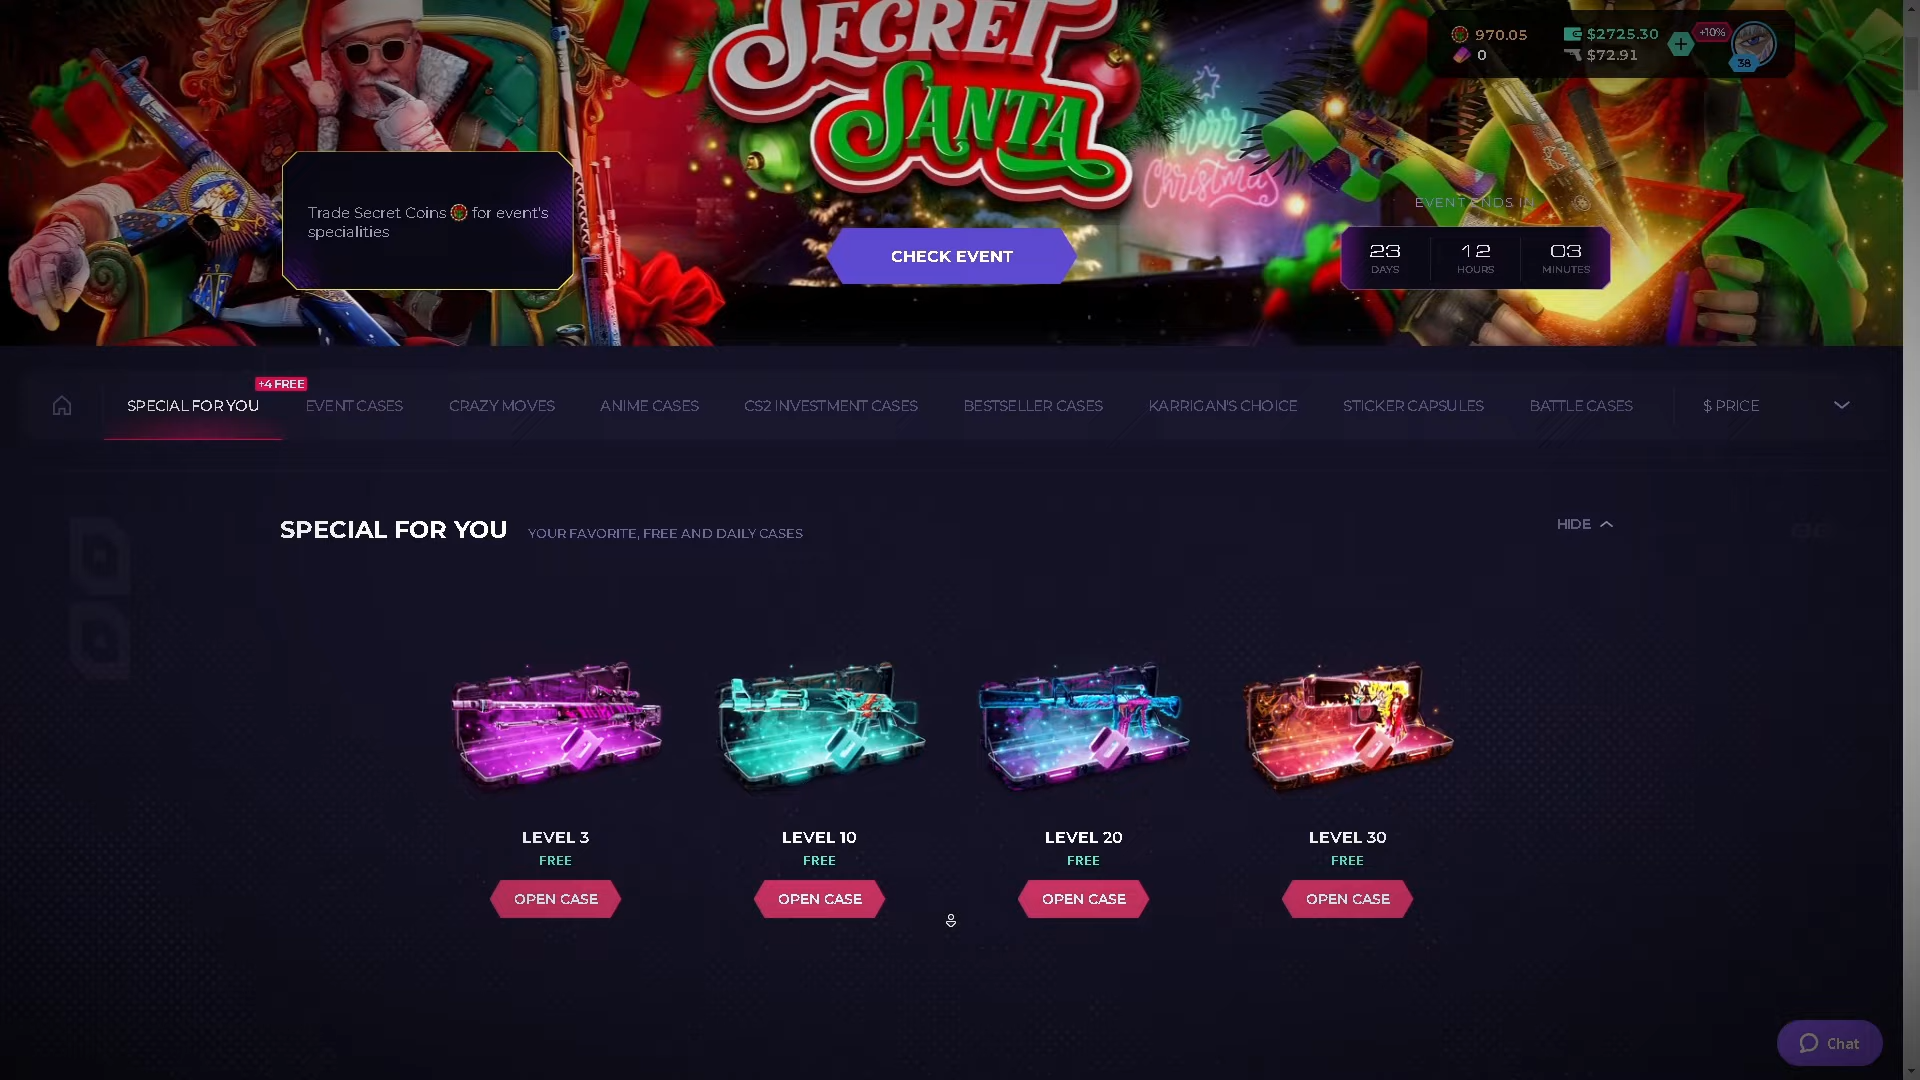 SECRET
SANTA
Merry
Christmas
970.05
$2725.30
+10%
0
$72.91
38
Trade Secret Coins for event's
specialities
CHECK EVENT
EVENT ENDS IN
23
12
03
DAYS
HOURS
MINUTES
+4 FREE
SPECIAL FOR YOU
EVENT CASES
CRAZY MOVES
ANIME CASES
CS2 INVESTMENT CASES
BESTSELLER CASES
KARRIGAN'S CHOICE
STICKER CAPSULES
BATTLE CASES
$ PRICE
SPECIAL FOR YOU
YOUR FAVORITE, FREE AND DAILY CASES
HIDE
LEVEL 3
FREE
OPEN CASE
LEVEL 10
FREE
OPEN CASE
LEVEL 20
FREE
OPEN CASE
LEVEL 30
FREE
OPEN CASE
Chat